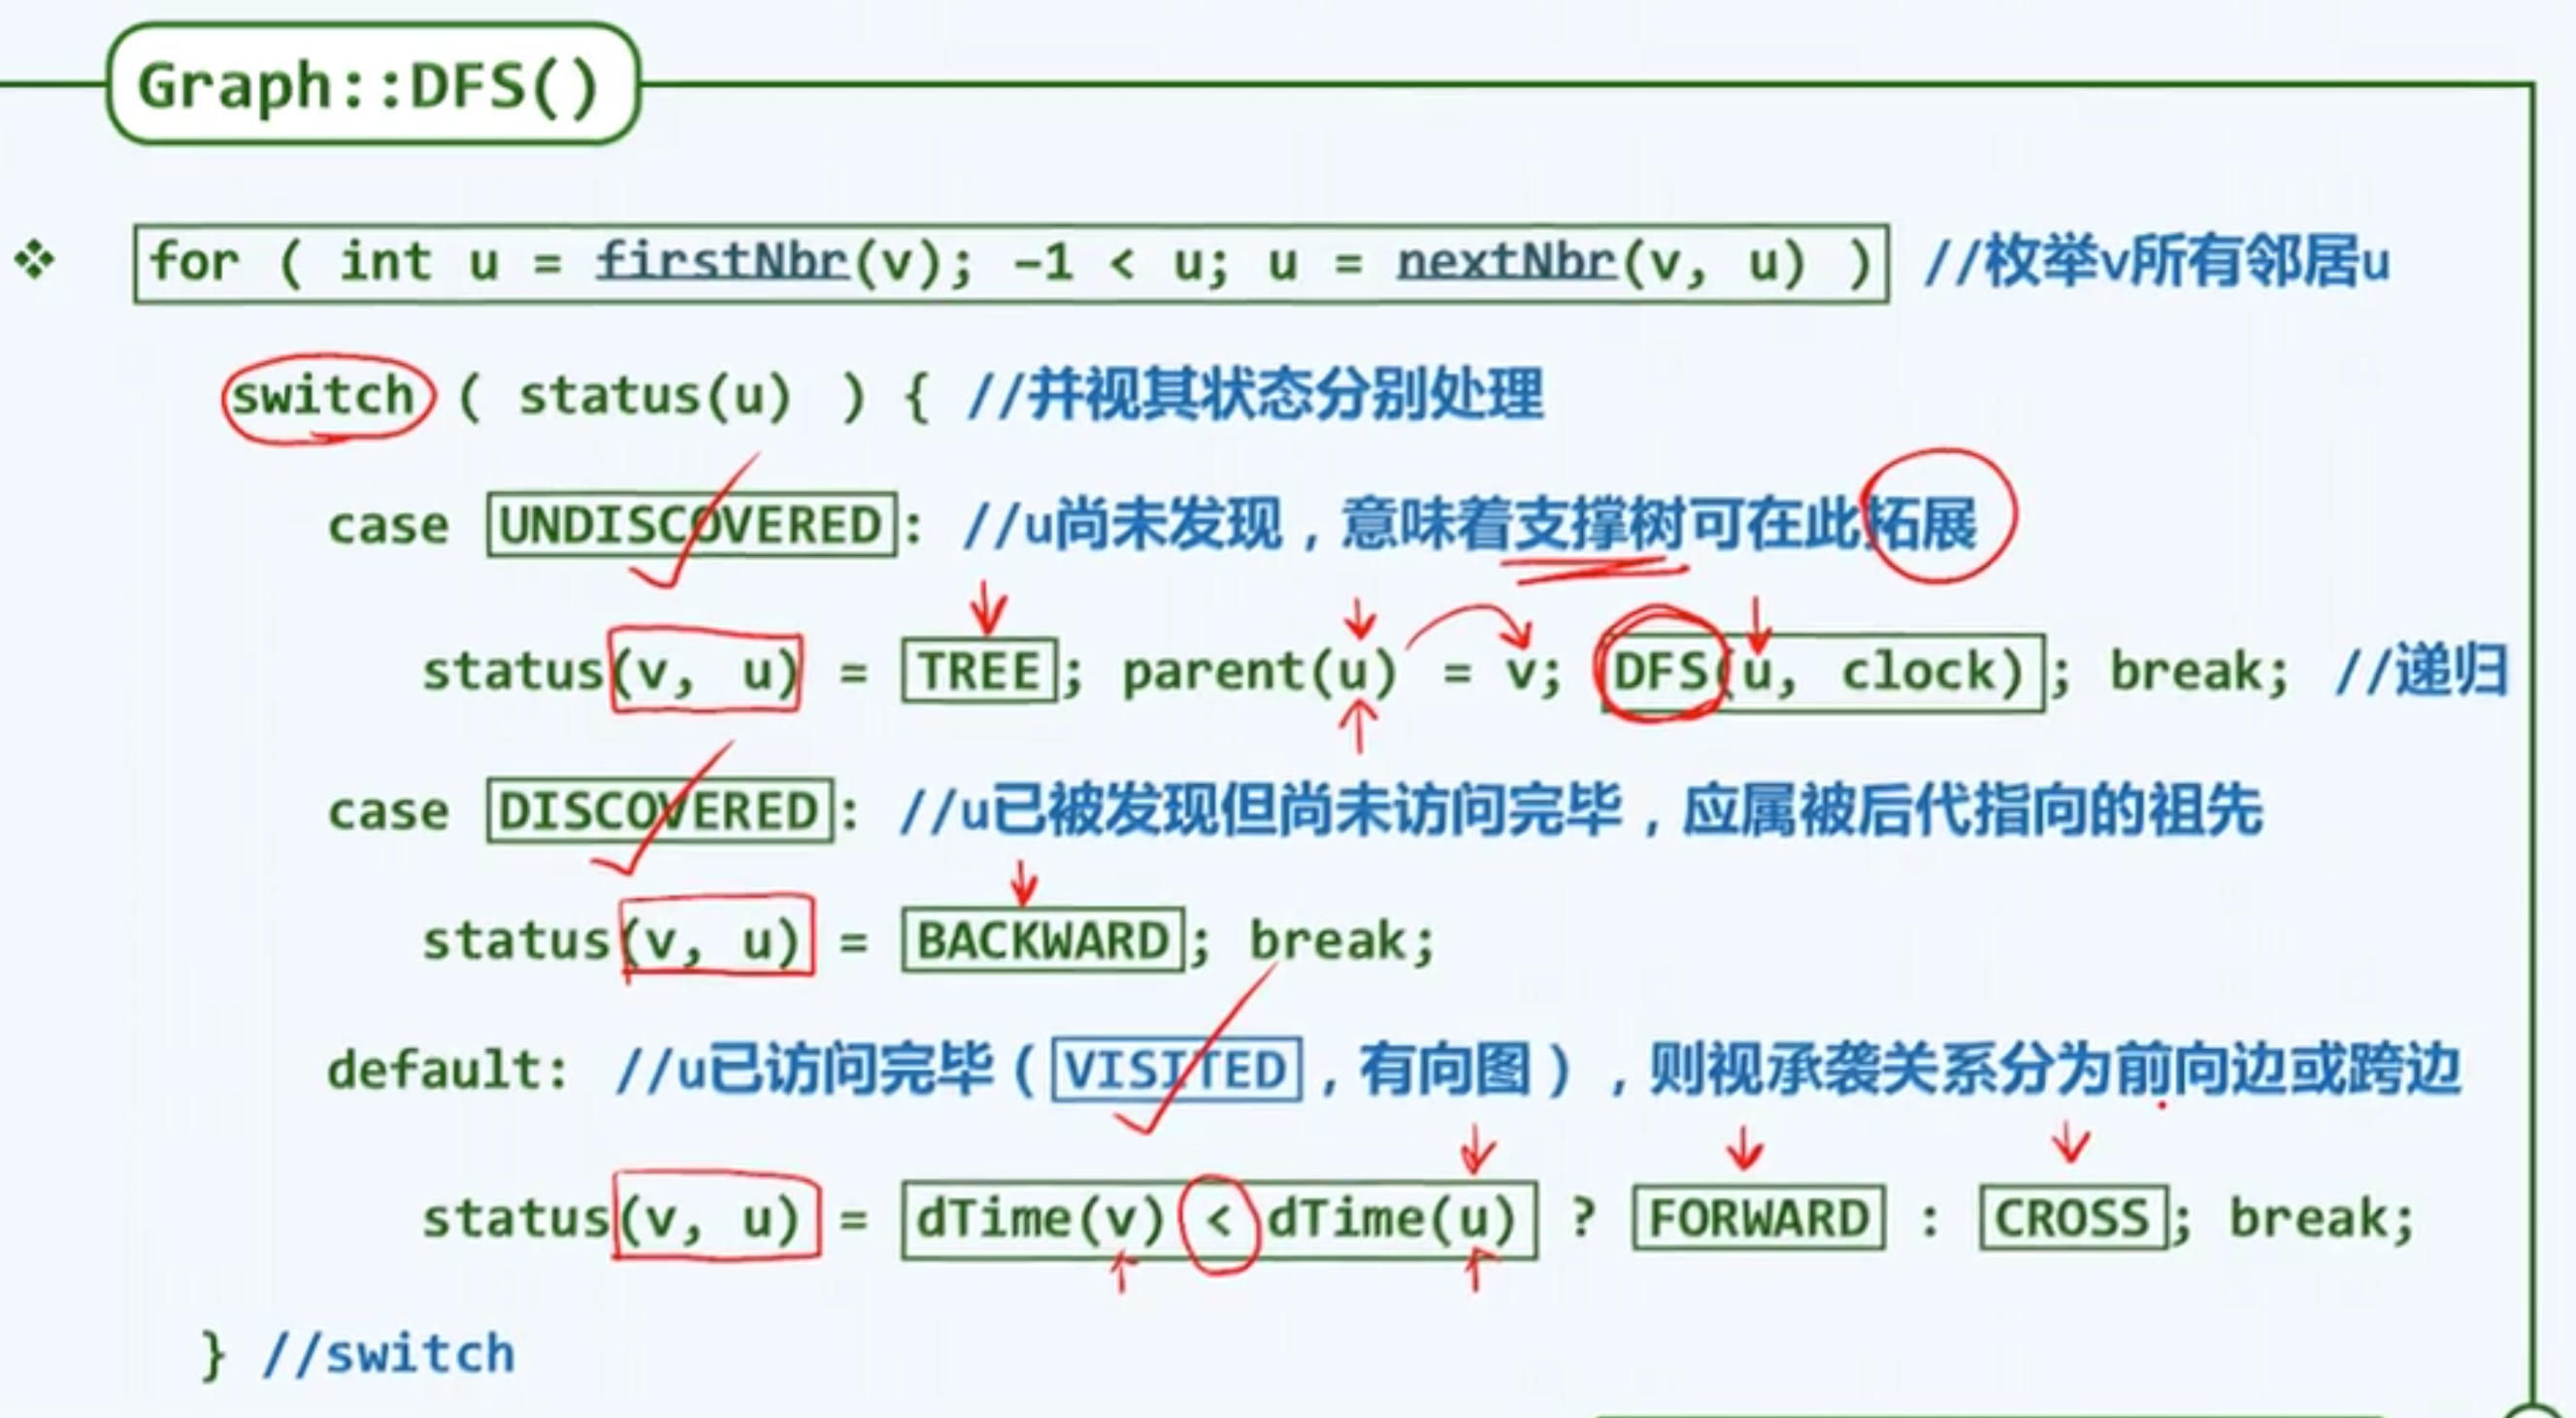 Graph::DFS()
❖ for ( int u = firstNbr(v); -1 < u; u = nextNbr(v, u) ) //枚举v所有邻居u
switch ( status(u) ) { //并视其状态分别处理
case UNDISCOVERED: //u尚未发现，意味着支撑树可在此拓展
status(v, u) = TREE; parent(u) = v; DFS(u, clock); break; //递归
case DISCOVERED: //u已被发现但尚未访问完毕，应属被后代指向的祖先
status(v, u) = BACKWARD; break;
default: //u已访问完毕（VISITED，有向图），则视承袭关系分为前向边或跨边
status(v, u) = dTime(v) < dTime(u) ? FORWARD : CROSS; break;
} //switch